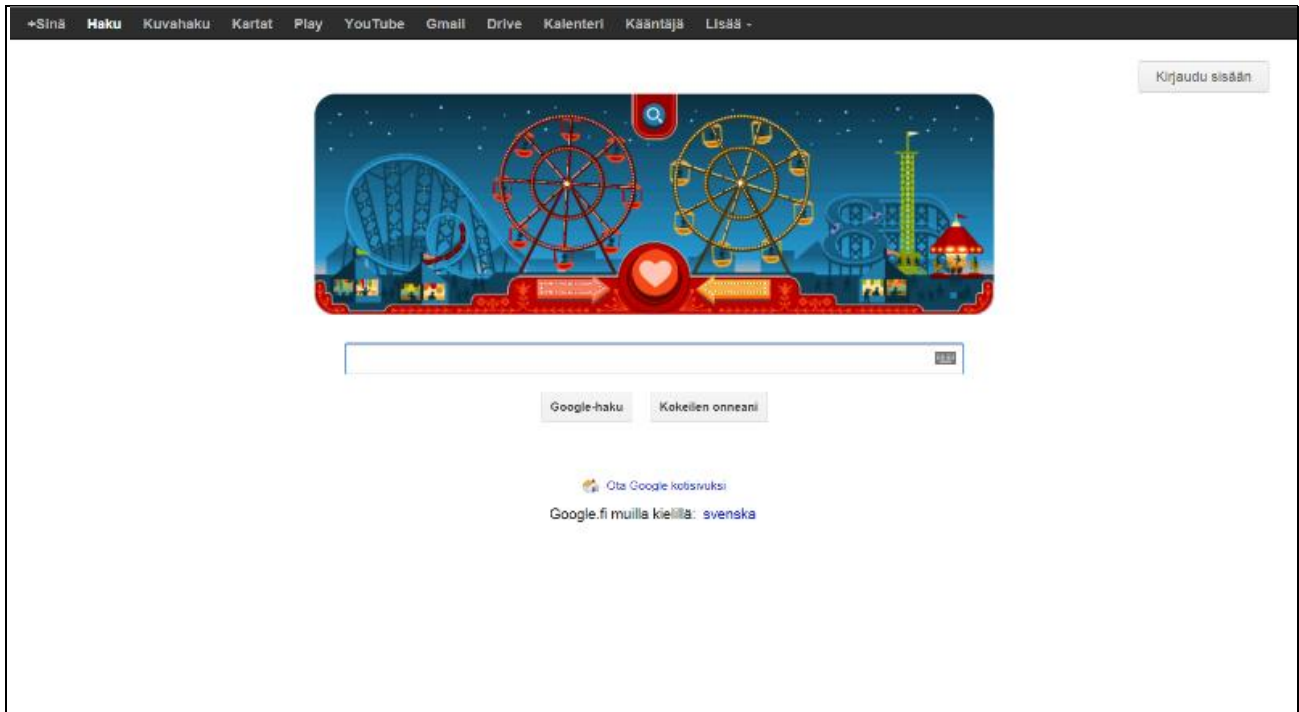 +Sinä Haku Kuvahaku Kartat Play YouTube Gmail Drive Kalenteri Kääntäjä Lisää
Kirjaudu sisään
Google-haku Kokeilen onneani
Ota Google kotisivuksi
Google.fi muilla kielillä: svenska